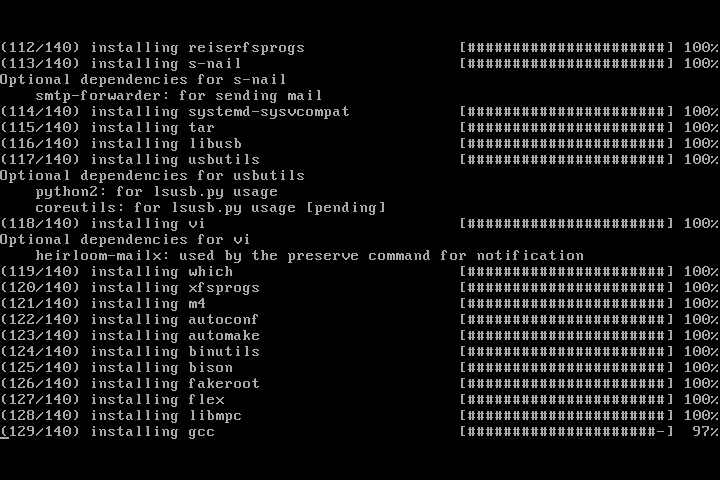 (112/140) installing reiserfsprogs [######################] 100%
(113/140) installing s-nail [######################] 100%
Optional dependencies for s-nail
smtp-forwarder: for sending mail
(114/140) installing systemd-sysvcompat [######################] 100%
(115/140) installing tar [######################] 100%
(116/140) installing libusb [######################] 100%
(117/140) installing usbutils [######################] 100%
Optional dependencies for usbutils
python2: for lsusb.py usage
coreutils: for lsusb.py usage [pending]
(118/140) installing vi [######################] 100%
Optional dependencies for vi
heirloom-mailx: used by the preserve command for notification
(119/140) installing which [######################] 100%
(120/140) installing xfsprogs [######################] 100%
(121/140) installing m4 [######################] 100%
(122/140) installing autoconf [######################] 100%
(123/140) installing automake [######################] 100%
(124/140) installing binutils [######################] 100%
(125/140) installing bison [######################] 100%
(126/140) installing fakeroot [######################] 100%
(127/140) installing flex [######################] 100%
(128/140) installing libmpc [######################] 100%
(129/140) installing gcc [#####################-] 97%